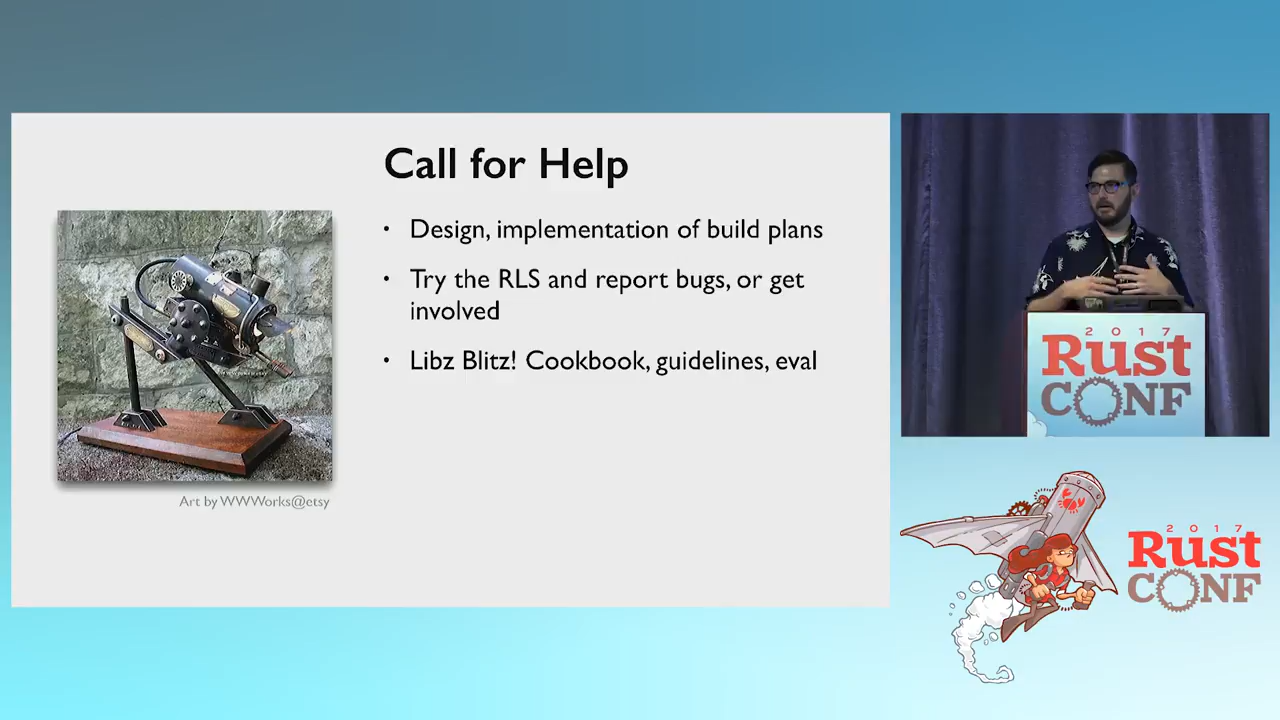 Call for Help
• Design, implementation of build plans
• Try the RLS and report bugs, or get
involved
• Libz Blitz! Cookbook, guidelines, eval
Art by WWWorks@etsy
2017
Rust
CONF
2017
Rust
CONF